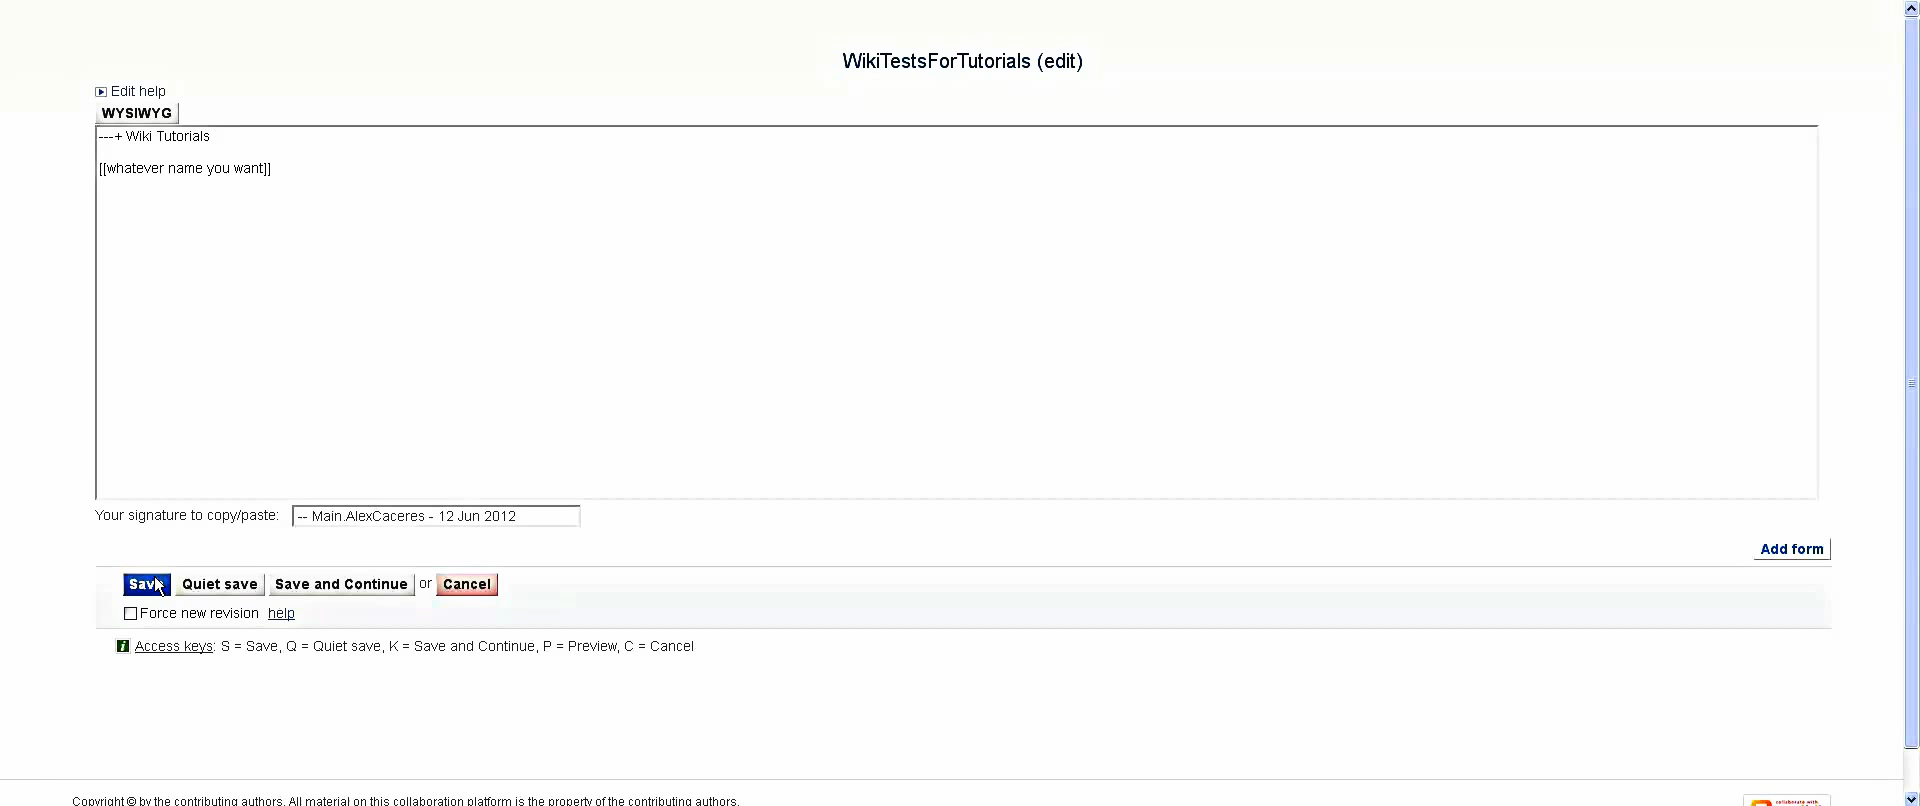 WikiTestsForTutorials (edit)
Edit help
WYSIWYG
---+ Wiki Tutorials
[[whatever name you want]]
Your signature to copy/paste: -- Main.AlexCaceres - 12 Jun 2012
Add form
Save Quiet save Save and Continue or Cancel
Force new revision help
Access keys: S = Save, Q = Quiet save, K = Save and Continue, P = Preview, C = Cancel
Copyright © by the contributing authors. All material on this collaboration platform is the property of the contributing authors.
collaborate with